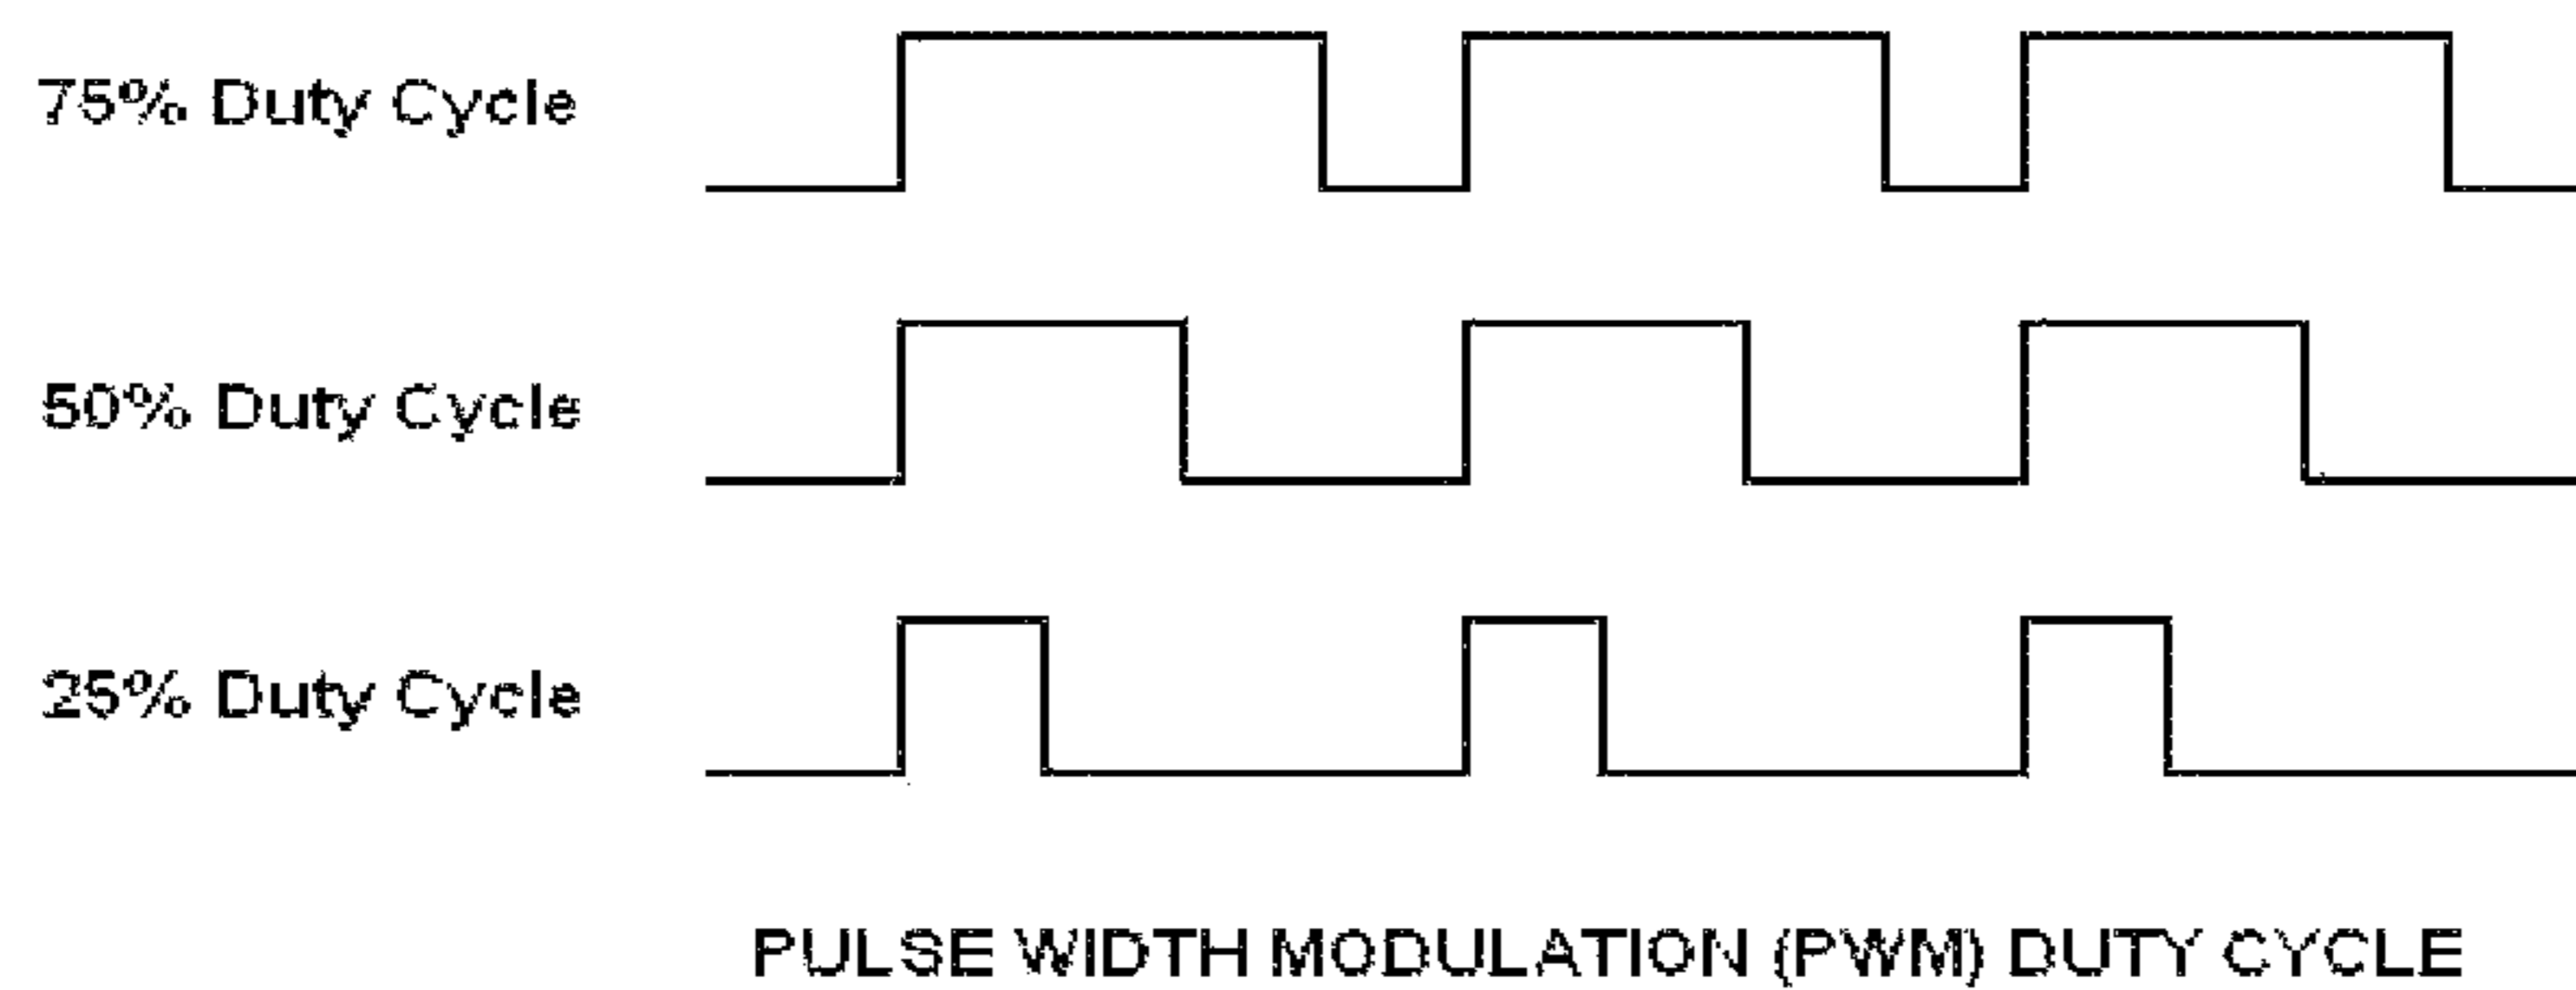 75% Duty Cycle
50% Duty Cycle
25% Duty Cycle
PULSE WIDTH MODULATION (PWM) DUTY CYCLE